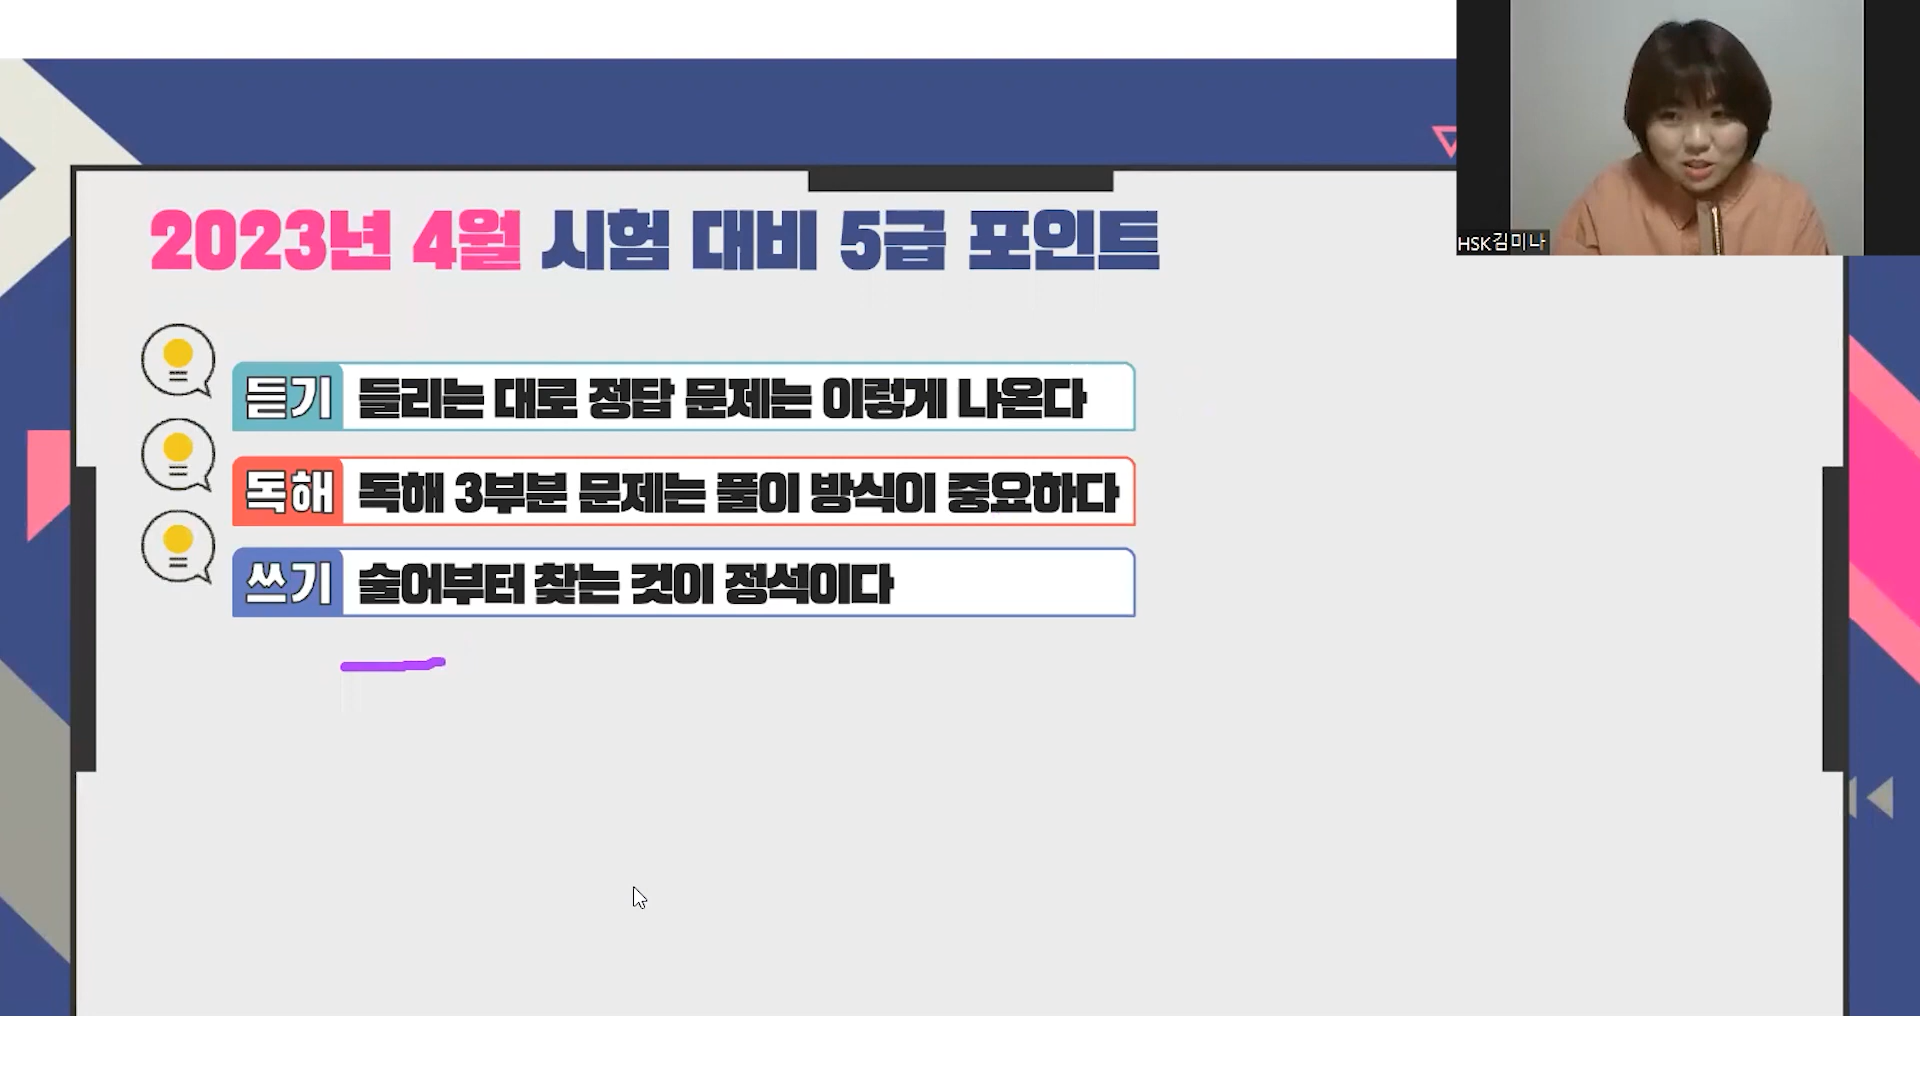 2023년 4월 시험 대비 5급 포인트
듣기 들리는 대로 정답 문제는 이렇게 나온다
독해 독해 3부분 문제는 풀이 방식이 중요하다
쓰기 술어부터 찾는 것이 정석이다
HSK김미나